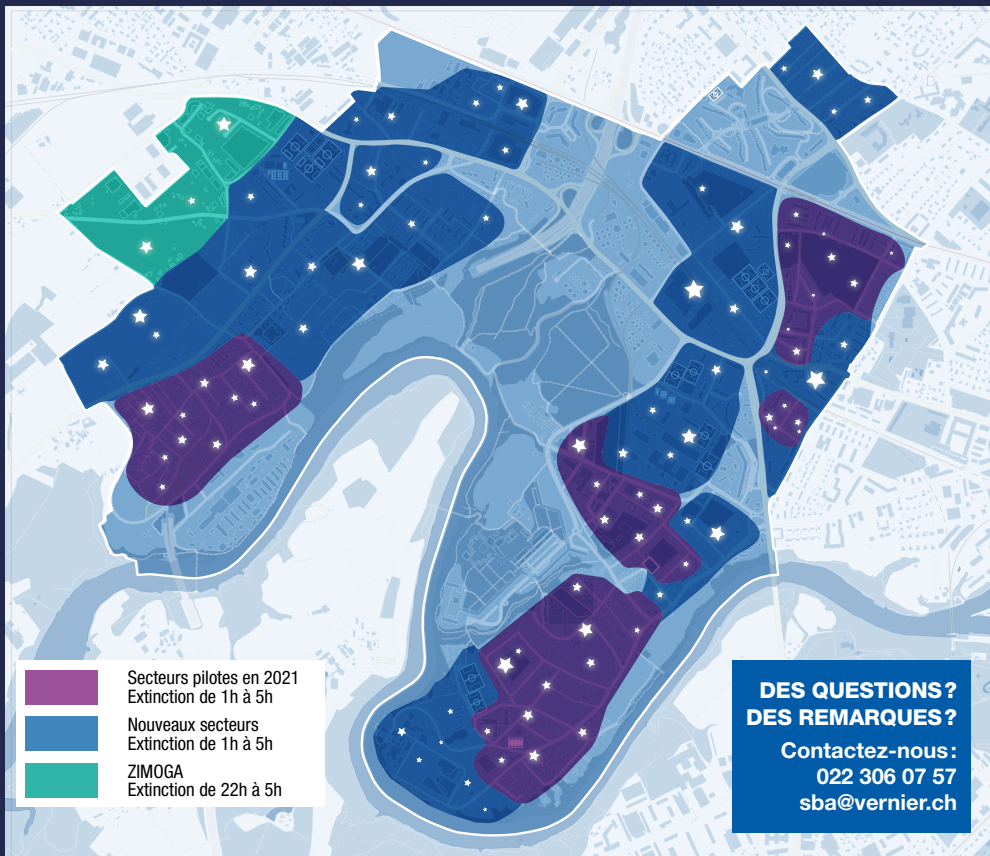 Secteurs pilotes en 2021
Extinction de 1h à 5h
Nouveaux secteurs
Extinction de 1h à 5h
ZIMOGA
Extinction de 22h à 5h
DES QUESTIONS?
DES REMARQUES?
Contactez-nous:
022 306 07 57
sba@vernier.ch